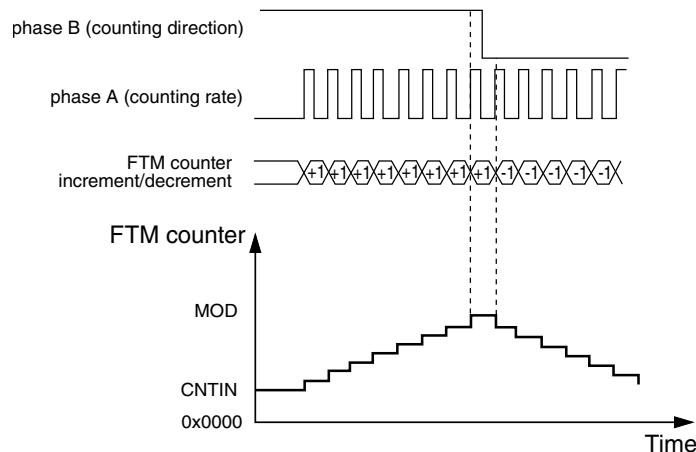 phase B (counting direction)
phase A (counting rate)
FTM counter
increment/decrement
+1 +1 +1 +1 +1 +1 +1 +1 -1 -1 -1 -1 -1
FTM counter
MOD
CNTIN
0x0000
Time